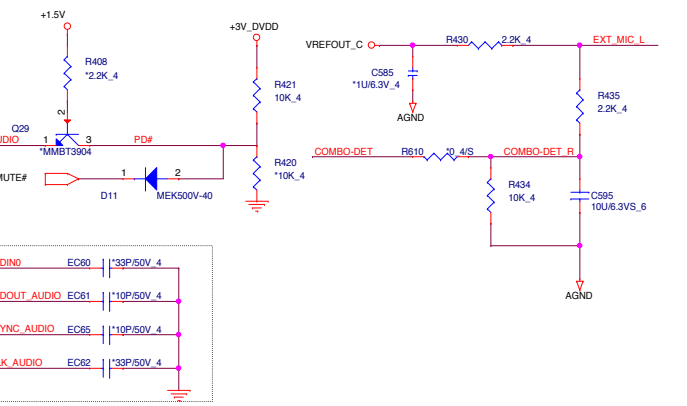 +1.5V
+3V_DVDD
R408
*2.2K_4
2
Q29
DIO 1 3 PD#
*MMBT3904
R421
10K_4
R420
*10K_4
MUTE# 1 2
D11 MEK500V-40
VREFOUT_C R430 2.2K_4 EXT_MIC_L
C585
*1U/6.3V_4
AGND
R435
2.2K_4
COMBO-DET R610 *0_4/S COMBO-DET_R
R434
10K_4
C595
10U/6.3VS_6
AGND
DIN0 EC60 *33P/50V_4
DOUT_AUDIO EC61 *10P/50V_4
YNC_AUDIO EC65 *10P/50V_4
LK_AUDIO EC62 *33P/50V_4